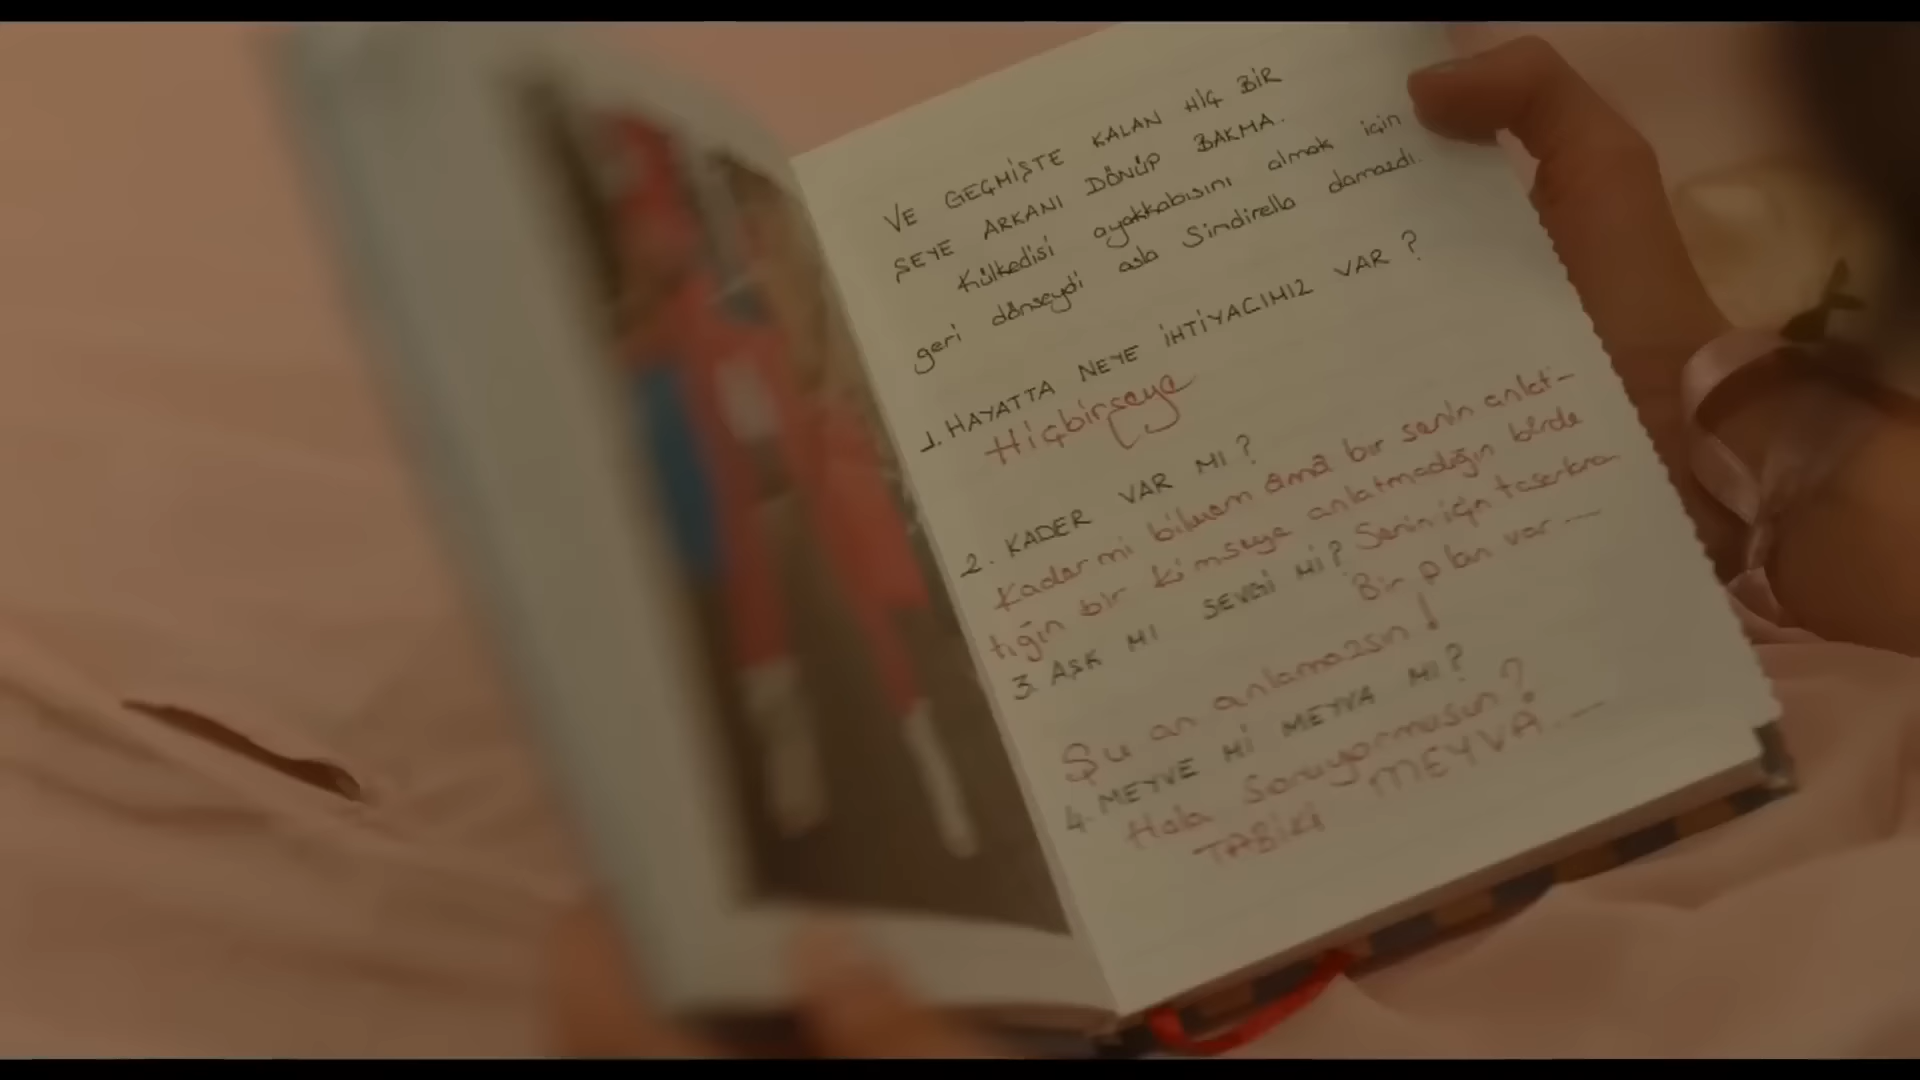 VE GEÇMİŞTE KALAN HİÇ BİR
ŞEYE ARKANI DÖNÜP BAKMA.
Külkedisi ayakkabısını almak için
geri dönseydi asla Sindirella olamazdı.
1. HAYATTA NEYE İHTİYACIMIZ VAR ?
Hiçbirşeye
2. KADER VAR MI ?
Kader mi bilmem ama bir senin anlat-
tığın bir kimseye anlatmadığın birde
3. AŞK MI SEVGİ Mİ? Senin için tasarlanan
Bir plan var ....
Şu an anlamazsın !
4. MEYVE Mİ MEYVA MI ?
Hala Soruyormusun ?
TABİKİ MEYVA ....